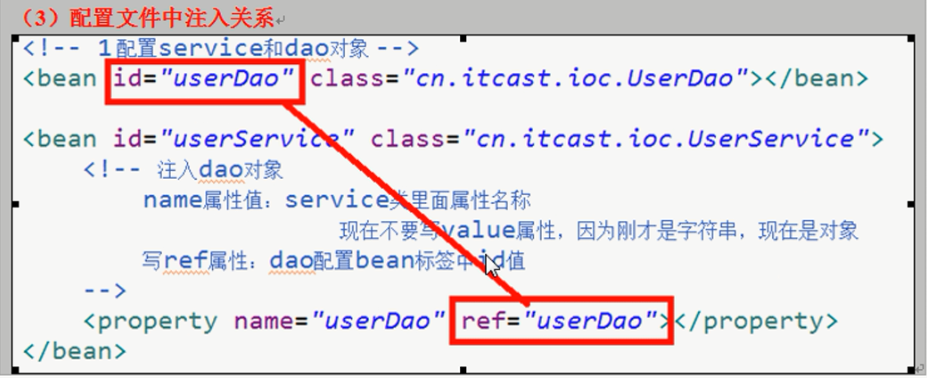 （3）配置文件中注入关系
<!-- 1配置service和dao对象 -->
<bean id="userDao" class="cn.itcast.ioc.UserDao"></bean>
<bean id="userService" class="cn.itcast.ioc.UserService">
<!-- 注入dao对象
name属性值：service类里面属性名称
现在不要写value属性，因为刚才是字符串，现在是对象
写ref属性：dao配置bean标签中id值
-->
<property name="userDao" ref="userDao"></property>
</bean>